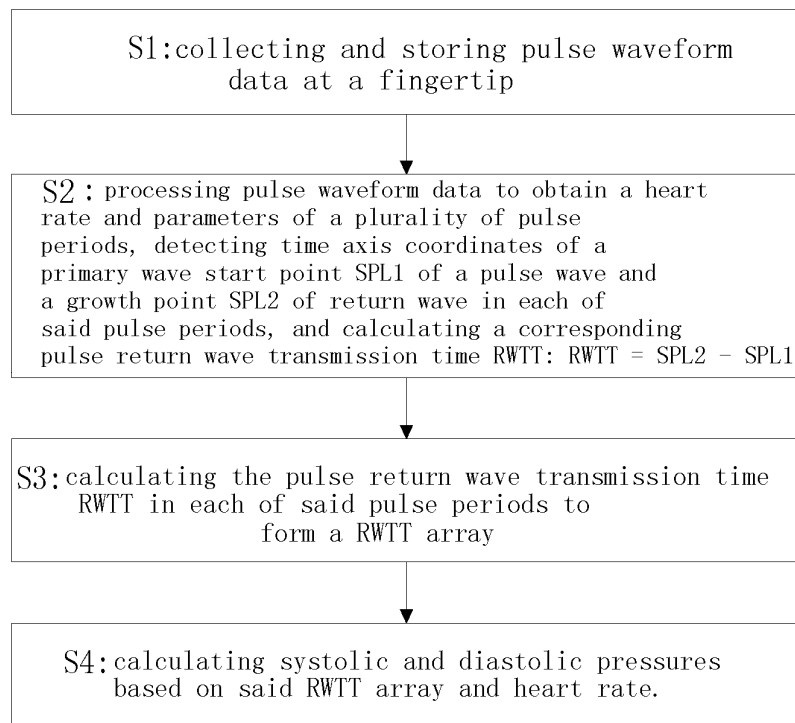 S1:collecting and storing pulse waveform
data at a fingertip
S2：processing pulse waveform data to obtain a heart
rate and parameters of a plurality of pulse
periods, detecting time axis coordinates of a
primary wave start point SPL1 of a pulse wave and
a growth point SPL2 of return wave in each of
said pulse periods, and calculating a corresponding
pulse return wave transmission time RWTT: RWTT = SPL2 - SPL1
S3:calculating the pulse return wave transmission time
RWTT in each of said pulse periods to
form a RWTT array
S4:calculating systolic and diastolic pressures
based on said RWTT array and heart rate.